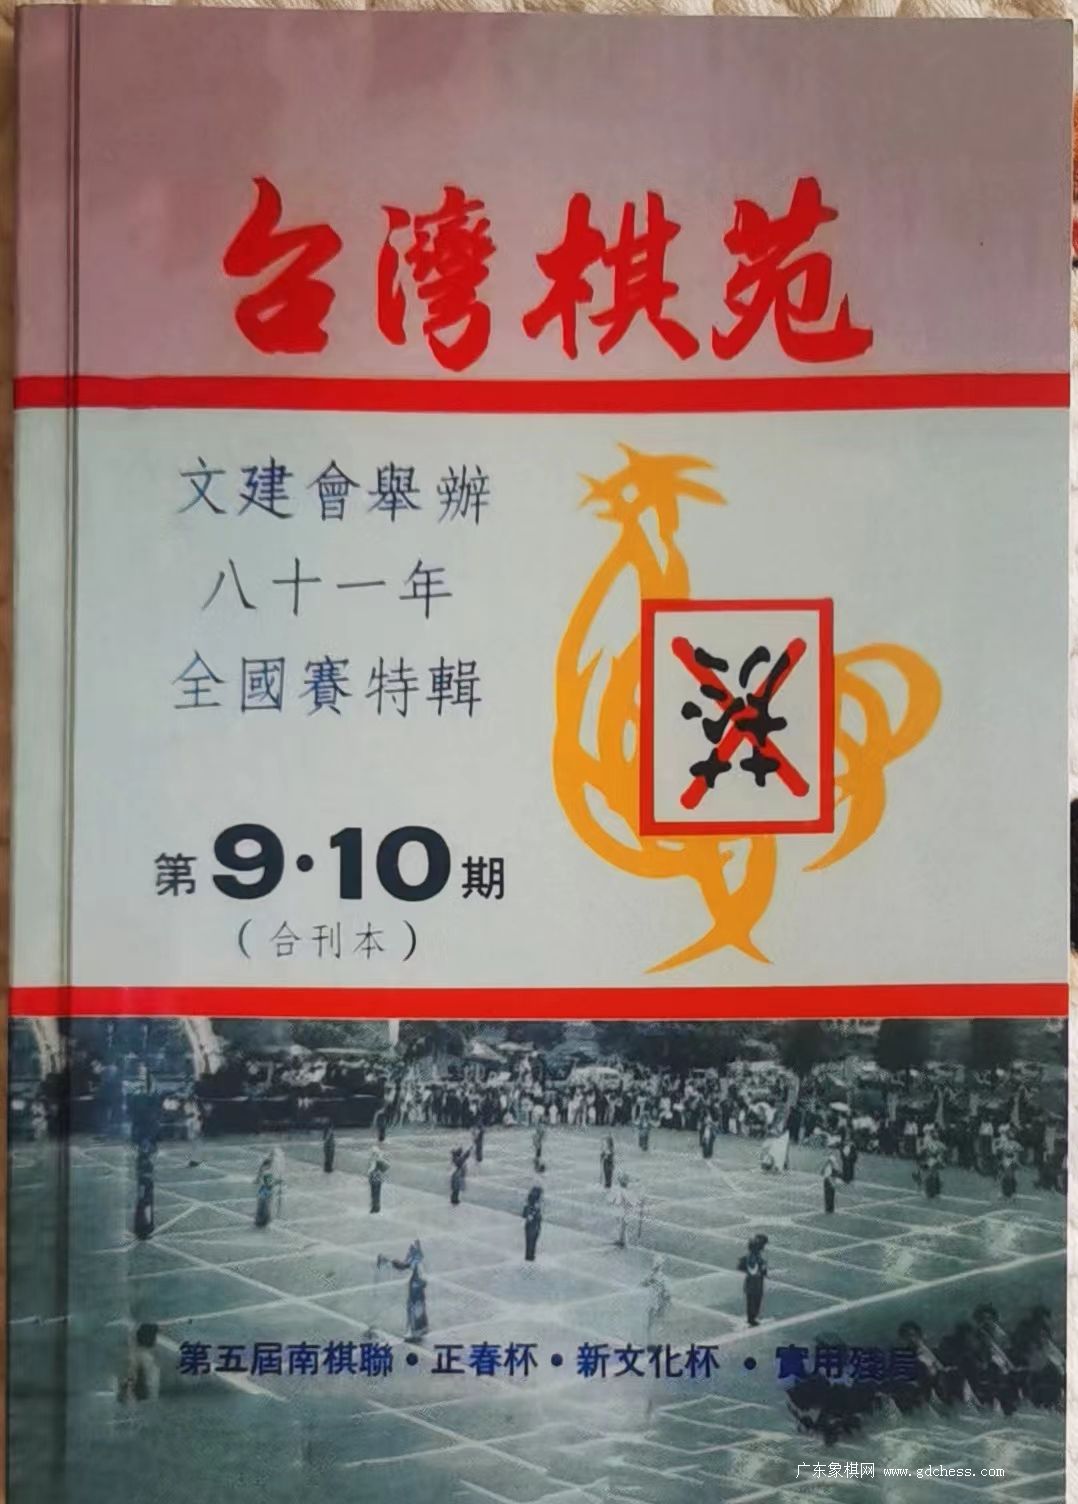 台灣棋苑
文建會舉辦
八十一年
全國賽特輯
第9·10期
（合刊本）
第五屆南棋聯·正春杯·新文化杯·實用殘局
广东象棋网 www.gdchess.com